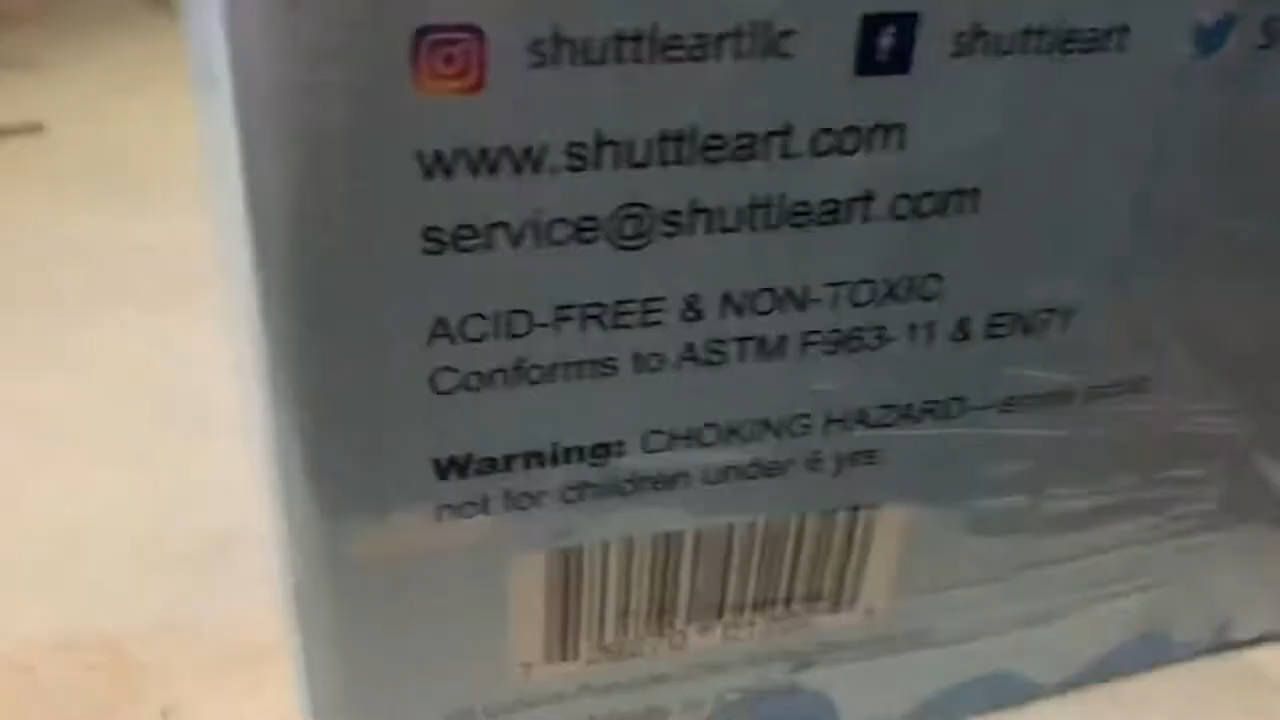 shuttleartllc shuttleart
www.shuttleart.com
service@shuttleart.com
ACID-FREE & NON-TOXIC
Conforms to ASTM F963-11 & EN71
Warning: CHOKING HAZARD—small
not for children under yrs.